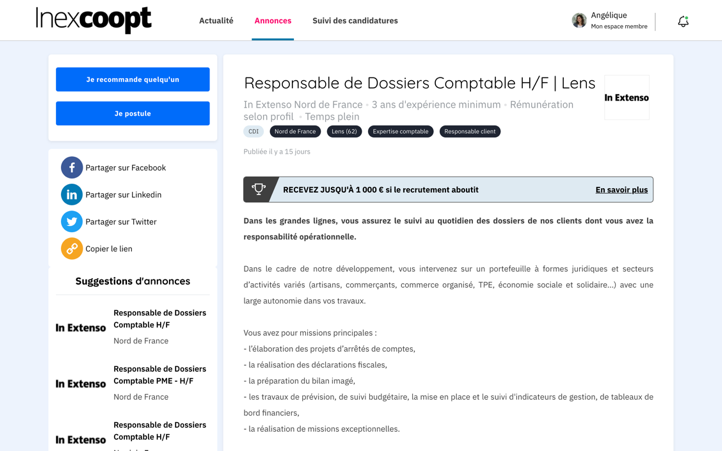 Inexcoopt
Actualité
Annonces
Suivi des candidatures
Angélique
Mon espace membre
Je recommande quelqu'un
Je postule
Partager sur Facebook
Partager sur Linkedin
Partager sur Twitter
Copier le lien
Suggestions d'annonces
In Extenso
Responsable de Dossiers
Comptable H/F
Nord de France
In Extenso
Responsable de Dossiers
Comptable PME - H/F
Nord de France
In Extenso
Responsable de Dossiers
Comptable H/F
Responsable de Dossiers Comptable H/F | Lens
In Extenso Nord de France · 3 ans d'expérience minimum · Rémunération
selon profil · Temps plein
In Extenso
CDI
Nord de France
Lens (62)
Expertise comptable
Responsable client
Publiée il y a 15 jours
RECEVEZ JUSQU'À 1 000 € si le recrutement aboutit
En savoir plus
Dans les grandes lignes, vous assurez le suivi au quotidien des dossiers de nos clients dont vous avez la
responsabilité opérationnelle.
Dans le cadre de notre développement, vous intervenez sur un portefeuille à formes juridiques et secteurs
d'activités variés (artisans, commerçants, commerce organisé, TPE, économie sociale et solidaire...) avec une
large autonomie dans vos travaux.
Vous avez pour missions principales :
- l'élaboration des projets d'arrêtés de comptes,
- la réalisation des déclarations fiscales,
- la préparation du bilan imagé,
- les travaux de prévision, de suivi budgétaire, la mise en place et le suivi d'indicateurs de gestion, de tableaux de
bord financiers,
- la réalisation de missions exceptionnelles.